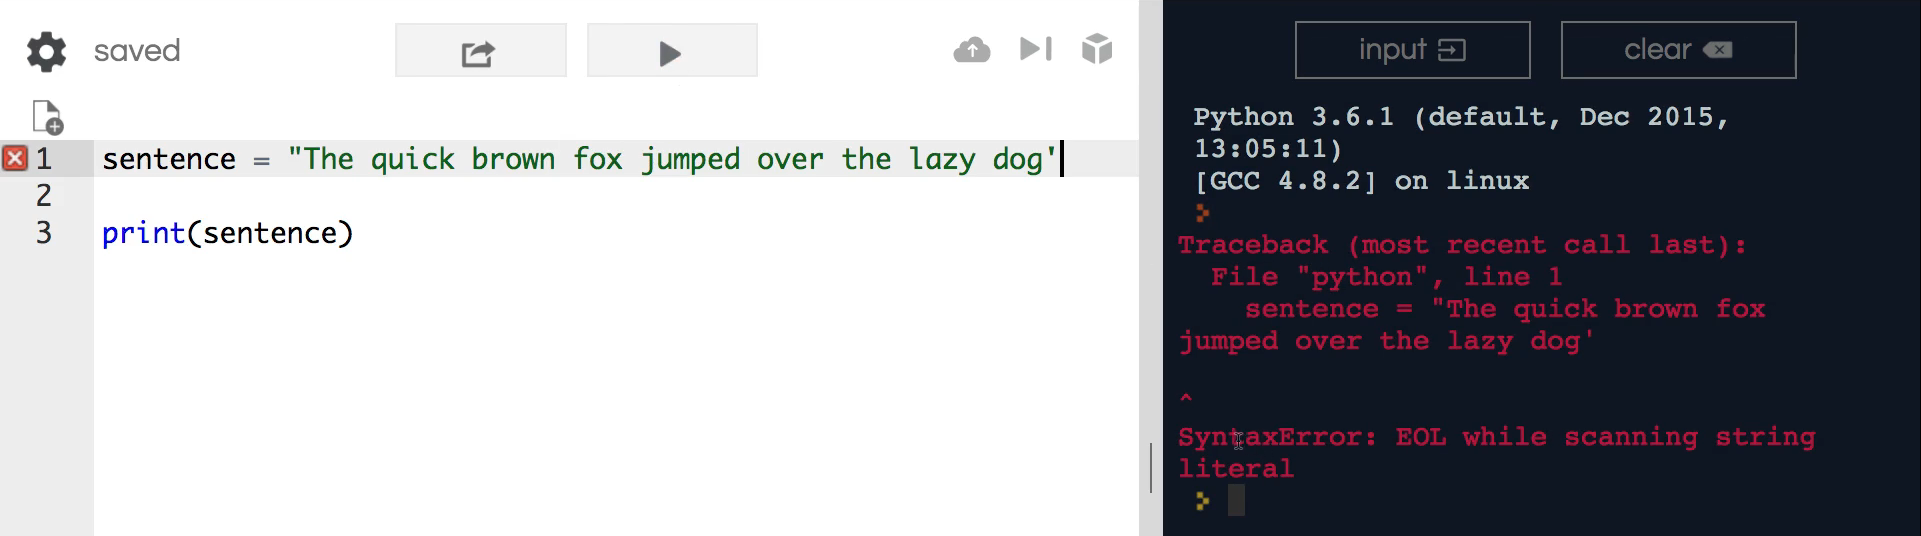 saved
input
clear
1 sentence = "The quick brown fox jumped over the lazy dog'
2
3 print(sentence)
Python 3.6.1 (default, Dec 2015,
13:05:11)
[GCC 4.8.2] on linux
Traceback (most recent call last):
File "python", line 1
sentence = "The quick brown fox
jumped over the lazy dog'
^
SyntaxError: EOL while scanning string
literal